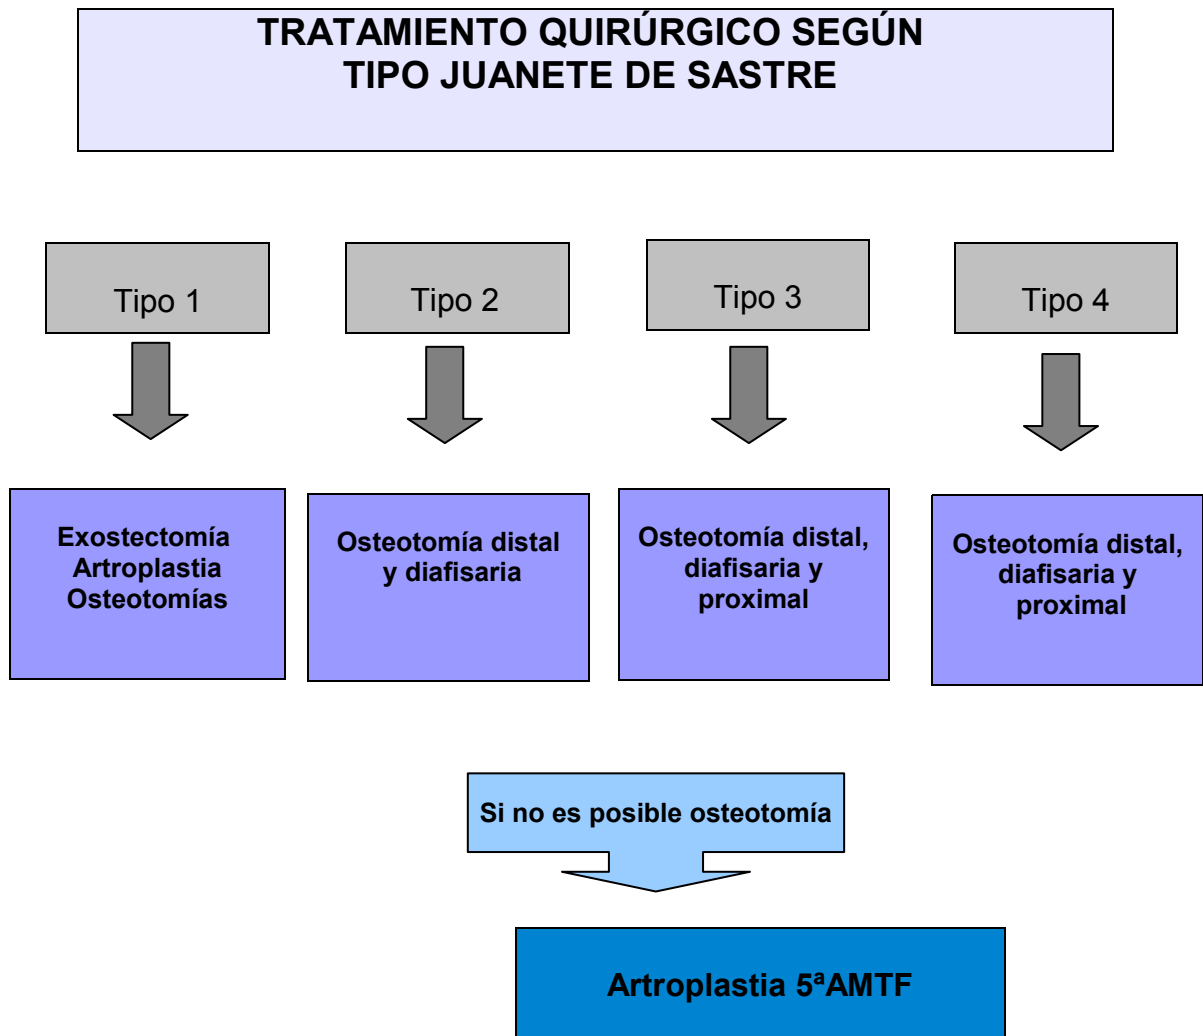 TRATAMIENTO QUIRÚRGICO SEGÚN
TIPO JUANETE DE SASTRE
Tipo 1
Tipo 2
Tipo 3
Tipo 4
Exostectomía
Artroplastia
Osteotomías
Osteotomía distal
y diafisaria
Osteotomía distal,
diafisaria y
proximal
Osteotomía distal,
diafisaria y
proximal
Si no es posible osteotomía
Artroplastia 5ªAMTF